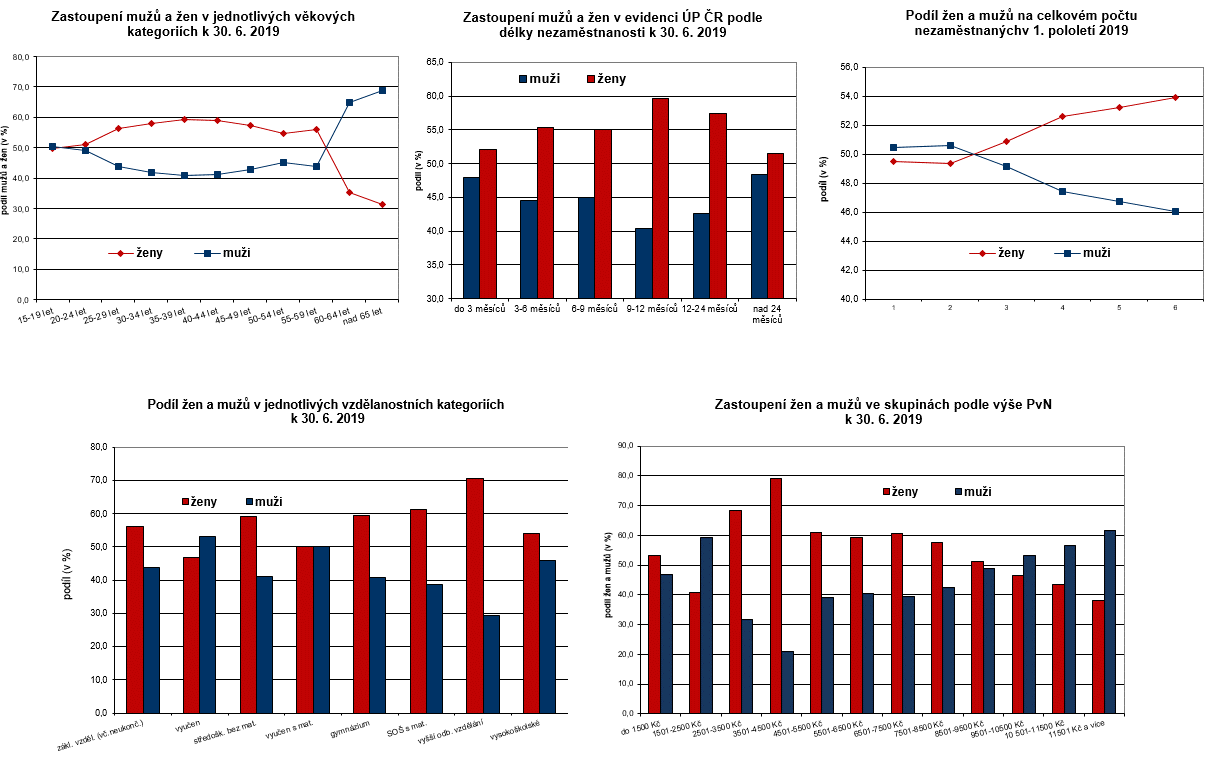 Zastoupení mužů a žen v jednotlivých věkových
kategoriích k 30. 6. 2019
podíl mužů a žen (v %)
80,0
70,0
60,0
50,0
40,0
30,0
20,0
10,0
0,0
ženy
muži
15-19 let
20-24 let
25-29 let
30-34 let
35-39 let
40-44 let
45-49 let
50-54 let
55-59 let
60-64 let
nad 65 let
Zastoupení mužů a žen v evidenci ÚP ČR podle
délky nezaměstnanosti k 30. 6. 2019
podíl (v %)
65,0
60,0
55,0
50,0
45,0
40,0
35,0
30,0
muži
ženy
do 3 měsíců
3-6 měsíců
6-9 měsíců
9-12 měsíců
12-24 měsíců
nad 24
měsíců
Podíl žen a mužů na celkovém počtu
nezaměstnanýchv 1. pololetí 2019
podíl (v %)
56,0
54,0
52,0
50,0
48,0
46,0
44,0
42,0
40,0
ženy
muži
1
2
3
4
5
6
Podíl žen a mužů v jednotlivých vzdělanostních kategoriích
k 30. 6. 2019
podíl (v %)
80,0
70,0
60,0
50,0
40,0
30,0
20,0
10,0
0,0
ženy
muži
zákl. vzděl. (vč.neukonč.)
vyučen
středošk. bez mat.
vyučen s mat.
gymnázium
SOŠ s mat.
vyšší odb. vzdělání
vysokoškolské
Zastoupení žen a mužů ve skupinách podle výše PvN
k 30. 6. 2019
podíl žen a mužů (v %)
90,0
80,0
70,0
60,0
50,0
40,0
30,0
20,0
10,0
0,0
ženy
muži
do 1500 Kč
1501-2500 Kč
2501-3500 Kč
3501-4500 Kč
4501-5500 Kč
5501-6500 Kč
6501-7500 Kč
7501-8500 Kč
8501-9500 Kč
9501-10500 Kč
10 501-11500 Kč
11501 Kč a více